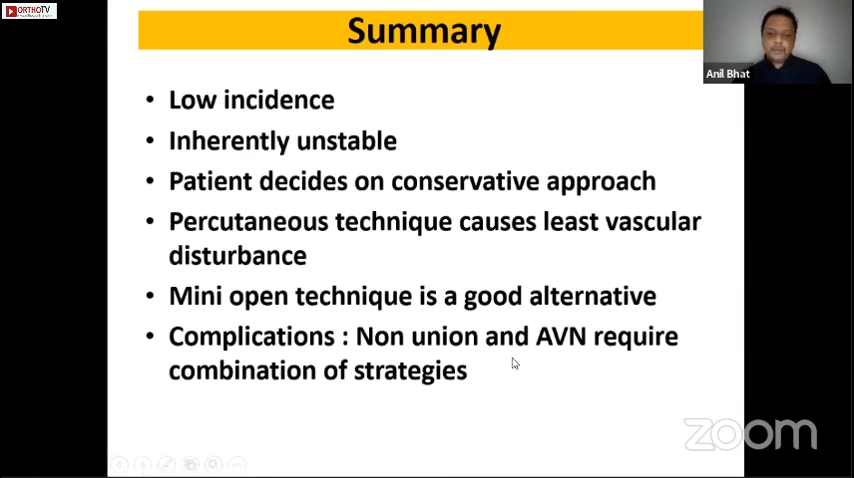 ORTHOTV
Summary
Anil Bhat
• Low incidence
• Inherently unstable
• Patient decides on conservative approach
• Percutaneous technique causes least vascular
disturbance
• Mini open technique is a good alternative
• Complications : Non union and AVN require
combination of strategies
zoom